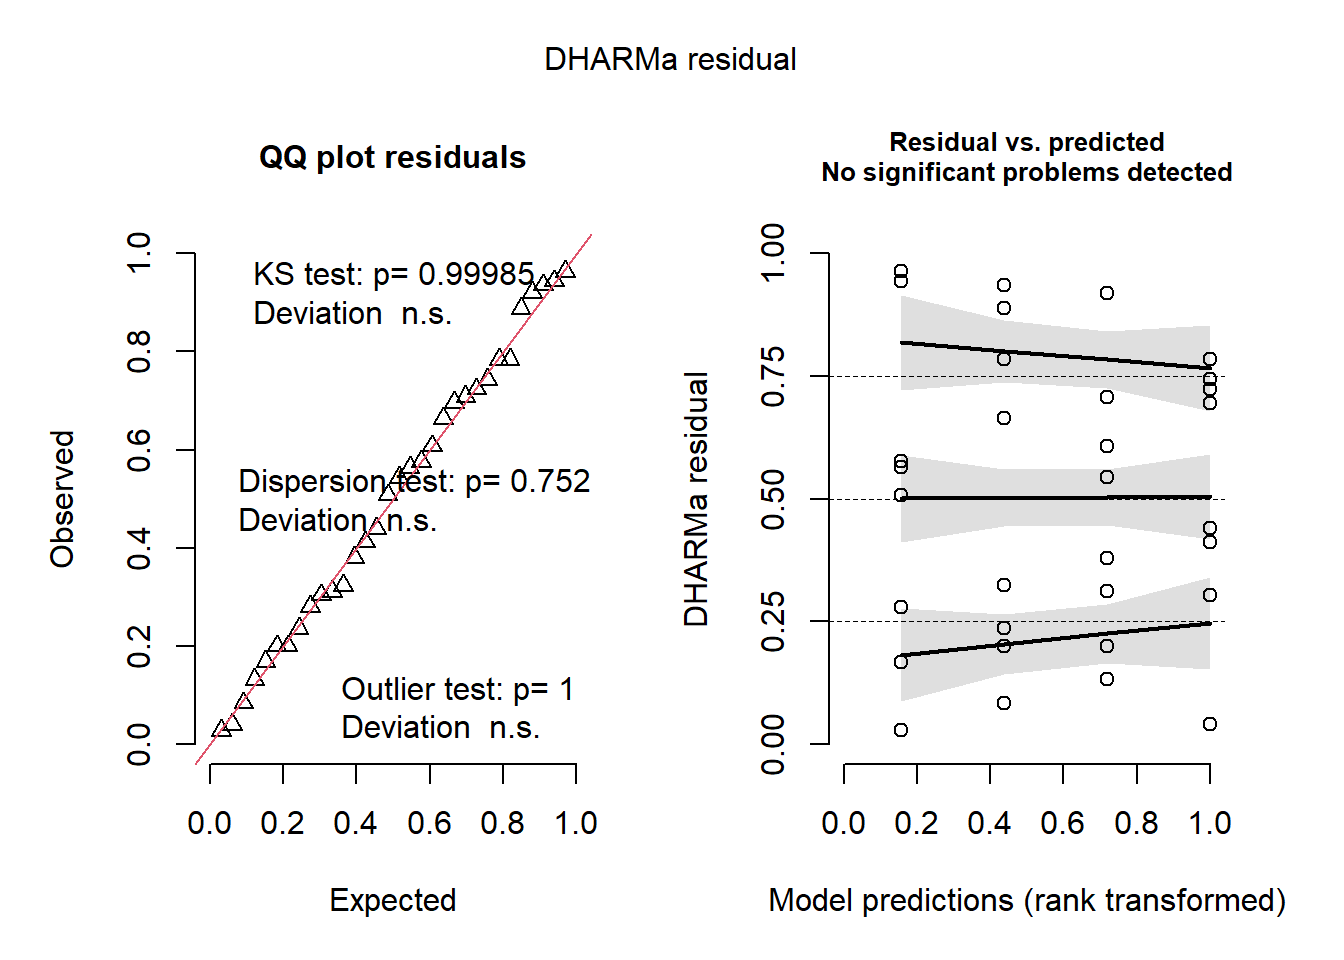 DHARMa residual
QQ plot residuals
KS test: p= 0.99985
Deviation  n.s.
Dispersion test: p= 0.752
Deviation  n.s.
Outlier test: p= 1
Deviation  n.s.
Observed
0.0 0.2 0.4 0.6 0.8 1.0
0.0 0.2 0.4 0.6 0.8 1.0
Expected
Residual vs. predicted
No significant problems detected
DHARMa residual
0.00 0.25 0.50 0.75 1.00
0.0 0.2 0.4 0.6 0.8 1.0
Model predictions (rank transformed)